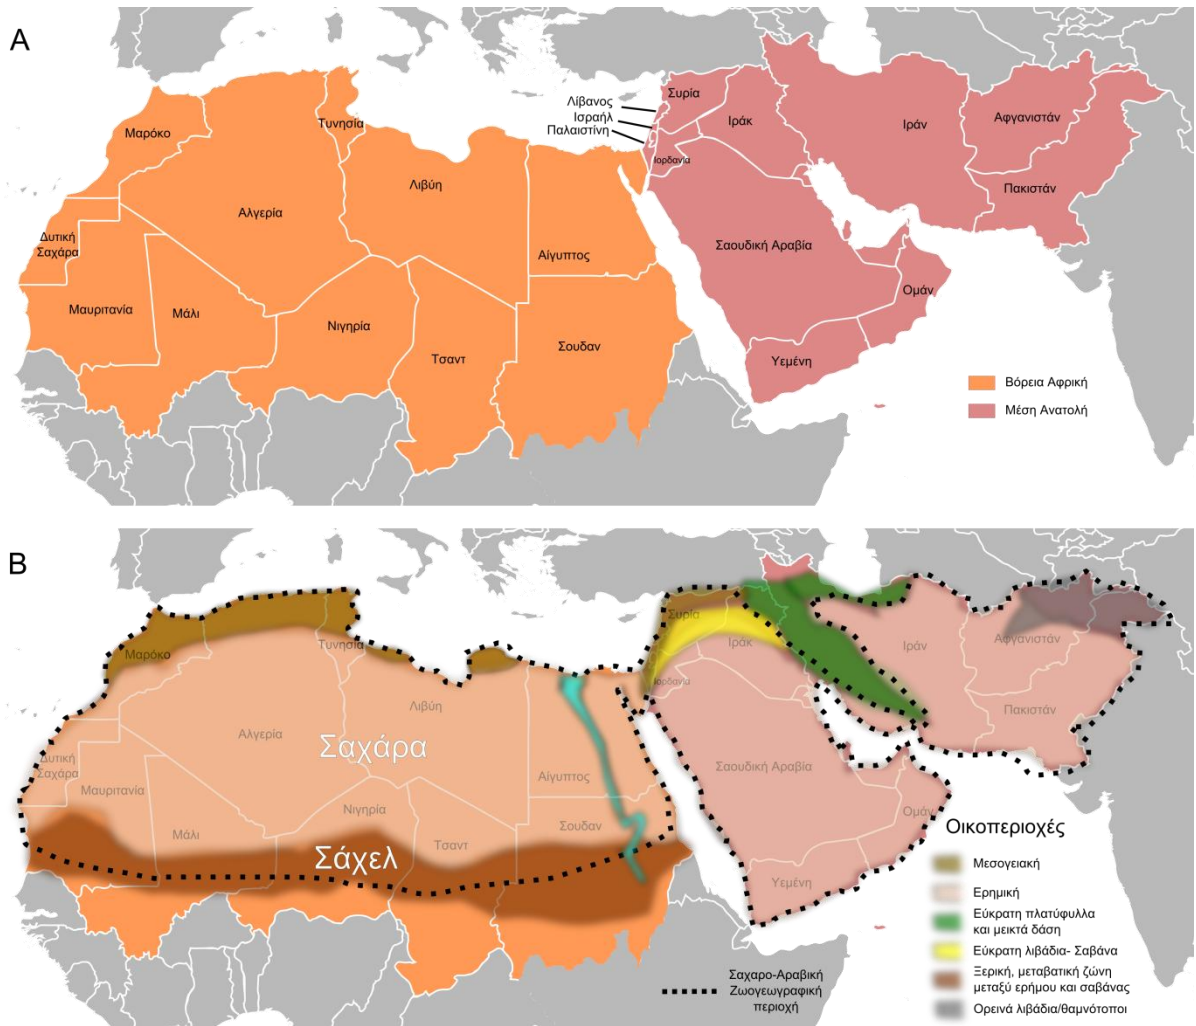 A
Μαρόκο
Τυνησία
Λίβανος
Ισραήλ
Παλαιστίνη
Συρία
Ιορδανία
Ιράκ
Ιράν
Αφγανιστάν
Πακιστάν
Δυτική
Σαχάρα
Αλγερία
Λιβύη
Αίγυπτος
Σαουδική Αραβία
Ομάν
Μαυριτανία
Μάλι
Νιγηρία
Τσαντ
Σουδαν
Υεμένη
Βόρεια Αφρική
Μέση Ανατολή
B
Μαρόκο
Τυνησία
Συρία
Ιορδανία
Ιράκ
Ιράν
Αφγανιστάν
Πακιστάν
Δυτική
Σαχάρα
Αλγερία
Λιβύη
Σαχάρα
Αίγυπτος
Σαουδική Αραβία
Ομάν
Μαυριτανία
Μάλι
Νιγηρία
Τσαντ
Σουδαν
Σάχελ
Υεμένη
Οικοπεριοχές
Μεσογειακή
Ερημική
Εύκρατη πλατύφυλλα
και μεικτά δάση
Εύκρατη λιβάδια- Σαβάνα
Ξερική, μεταβατική ζώνη
μεταξύ ερήμου και σαβάνας
Ορεινά λιβάδια/θαμνότοποι
Σαχαρο-Αραβική
Ζωογεωγραφική
περιοχή